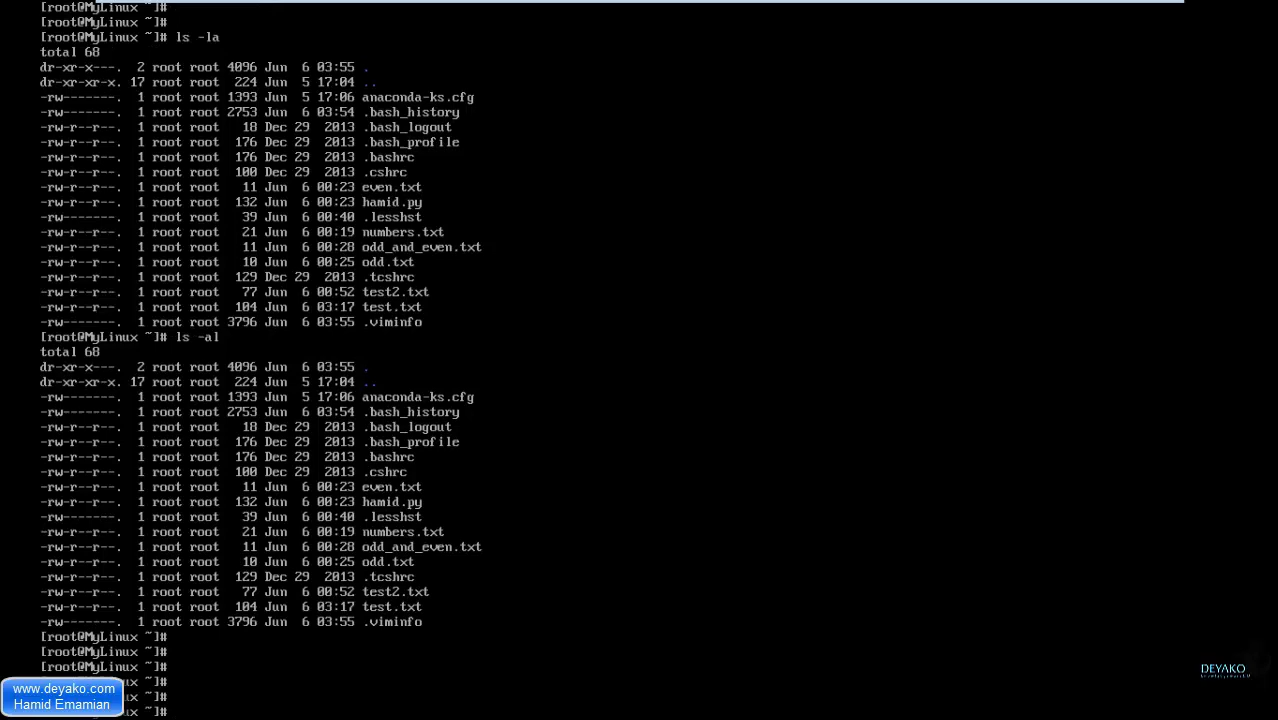 [root@MyLinux ~]#
[root@MyLinux ~]#
[root@MyLinux ~]# ls -la
total 68
dr-xr-x---.  2 root root 4096 Jun  6 03:55 .
dr-xr-xr-x. 17 root root  224 Jun  5 17:04 ..
-rw-------.  1 root root 1393 Jun  5 17:06 anaconda-ks.cfg
-rw-------.  1 root root 2753 Jun  6 03:54 .bash_history
-rw-r--r--.  1 root root   18 Dec 29  2013 .bash_logout
-rw-r--r--.  1 root root  176 Dec 29  2013 .bash_profile
-rw-r--r--.  1 root root  176 Dec 29  2013 .bashrc
-rw-r--r--.  1 root root  100 Dec 29  2013 .cshrc
-rw-r--r--.  1 root root   11 Jun  6 00:23 even.txt
-rw-r--r--.  1 root root  132 Jun  6 00:23 hamid.py
-rw-------.  1 root root   39 Jun  6 00:40 .lesshst
-rw-r--r--.  1 root root   21 Jun  6 00:19 numbers.txt
-rw-r--r--.  1 root root   11 Jun  6 00:28 odd_and_even.txt
-rw-r--r--.  1 root root   10 Jun  6 00:25 odd.txt
-rw-r--r--.  1 root root  129 Dec 29  2013 .tcshrc
-rw-r--r--.  1 root root   77 Jun  6 00:52 test2.txt
-rw-r--r--.  1 root root  104 Jun  6 03:17 test.txt
-rw-------.  1 root root 3796 Jun  6 03:55 .viminfo
[root@MyLinux ~]# ls -al
total 68
dr-xr-x---.  2 root root 4096 Jun  6 03:55 .
dr-xr-xr-x. 17 root root  224 Jun  5 17:04 ..
-rw-------.  1 root root 1393 Jun  5 17:06 anaconda-ks.cfg
-rw-------.  1 root root 2753 Jun  6 03:54 .bash_history
-rw-r--r--.  1 root root   18 Dec 29  2013 .bash_logout
-rw-r--r--.  1 root root  176 Dec 29  2013 .bash_profile
-rw-r--r--.  1 root root  176 Dec 29  2013 .bashrc
-rw-r--r--.  1 root root  100 Dec 29  2013 .cshrc
-rw-r--r--.  1 root root   11 Jun  6 00:23 even.txt
-rw-r--r--.  1 root root  132 Jun  6 00:23 hamid.py
-rw-------.  1 root root   39 Jun  6 00:40 .lesshst
-rw-r--r--.  1 root root   21 Jun  6 00:19 numbers.txt
-rw-r--r--.  1 root root   11 Jun  6 00:28 odd_and_even.txt
-rw-r--r--.  1 root root   10 Jun  6 00:25 odd.txt
-rw-r--r--.  1 root root  129 Dec 29  2013 .tcshrc
-rw-r--r--.  1 root root   77 Jun  6 00:52 test2.txt
-rw-r--r--.  1 root root  104 Jun  6 03:17 test.txt
-rw-------.  1 root root 3796 Jun  6 03:55 .viminfo
[root@MyLinux ~]#
[root@MyLinux ~]#
[root@MyLinux ~]#
ux ~]#
ux ~]#
ux ~]#
www.deyako.com
Hamid Emamian
DEYAKO